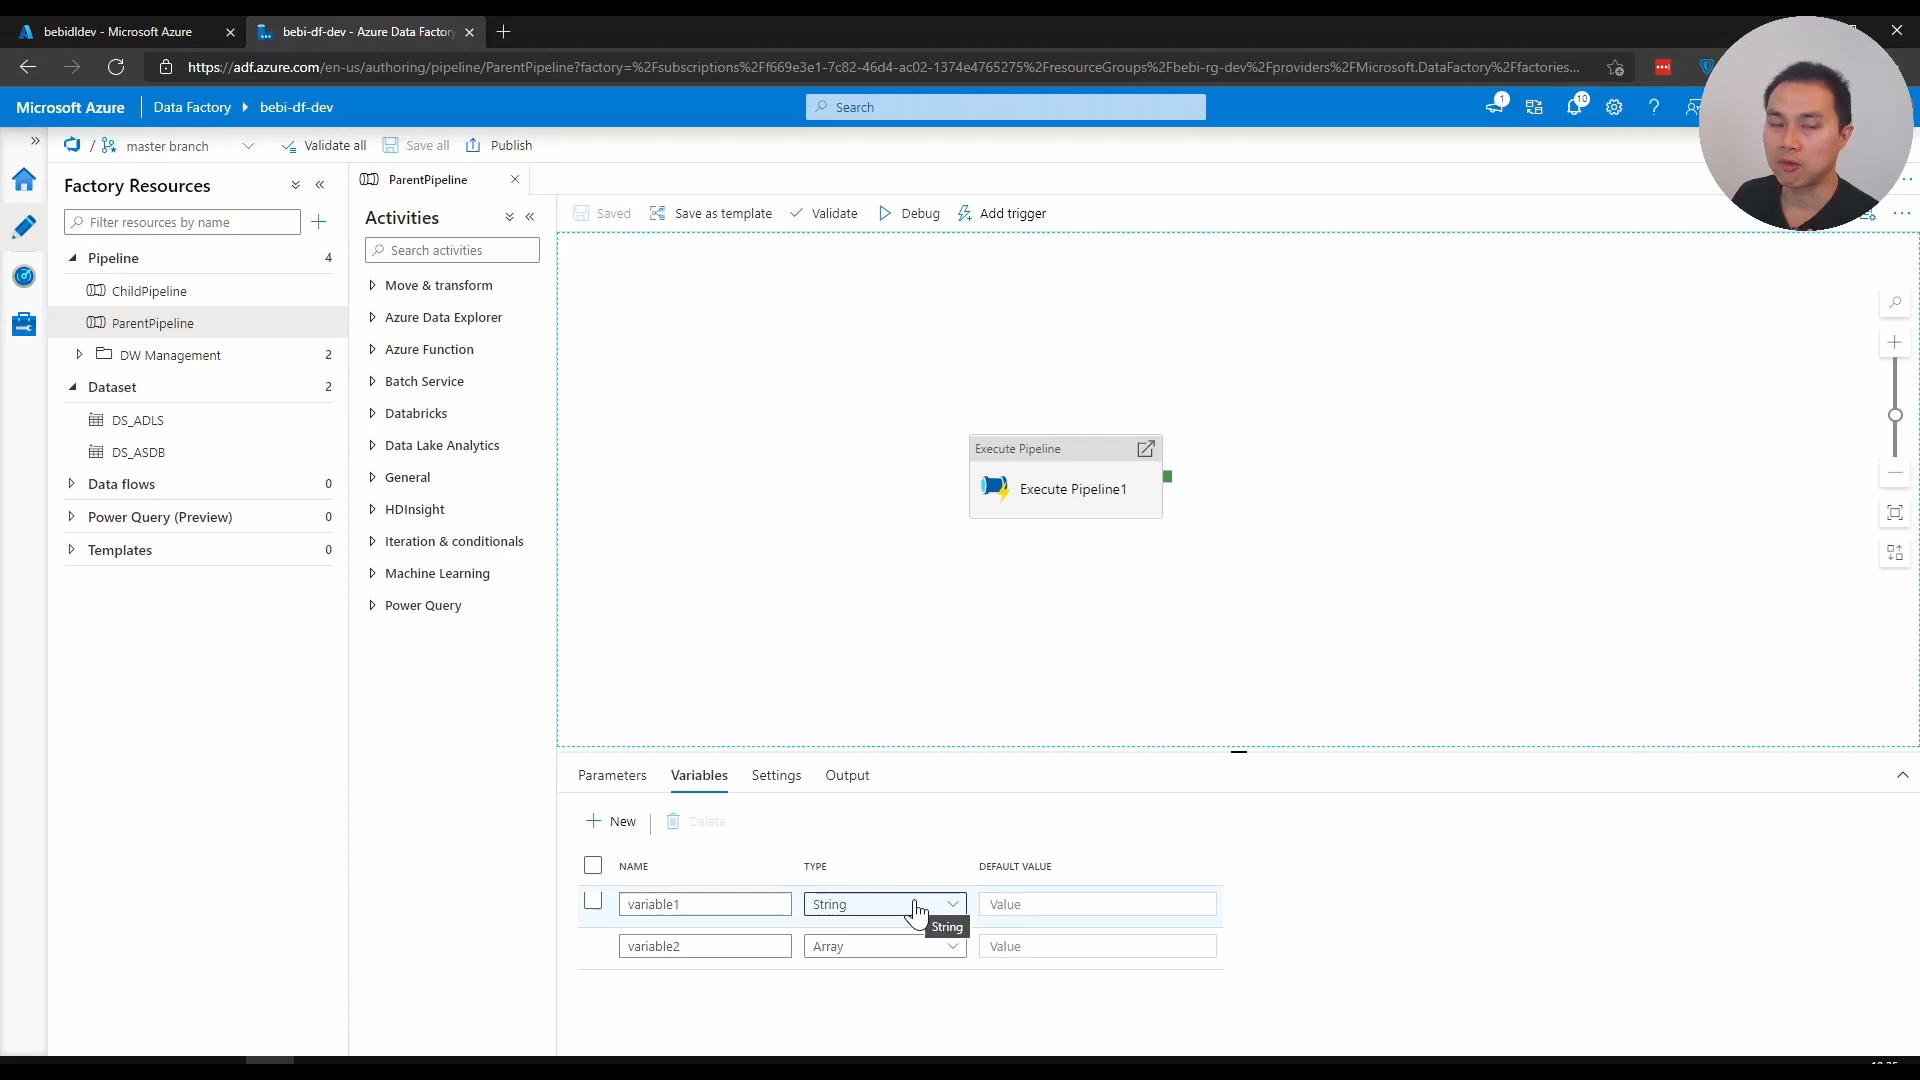 bebidldev - Microsoft Azure
bebi-df-dev - Azure Data Factory
https://adf.azure.com/en-us/authoring/pipeline/ParentPipeline?factory=%2Fsubscriptions%2Ff669e3e1-7c82-46d4-ac02-1374e4765275%2FresourceGroups%2Fbebi-rg-dev%2Fproviders%2FMicrosoft.DataFactory%2Ffactories...
Microsoft Azure
Data Factory
bebi-df-dev
Search
1
10
/
master branch
Validate all
Save all
Publish
Factory Resources
Filter resources by name
Pipeline 4
ChildPipeline
ParentPipeline
DW Management 2
Dataset 2
DS_ADLS
DS_ASDB
Data flows 0
Power Query (Preview) 0
Templates 0
ParentPipeline
Activities
Search activities
Move & transform
Azure Data Explorer
Azure Function
Batch Service
Databricks
Data Lake Analytics
General
HDInsight
Iteration & conditionals
Machine Learning
Power Query
Saved
Save as template
Validate
Debug
Add trigger
Execute Pipeline
Execute Pipeline1
Parameters
Variables
Settings
Output
New
Delete
NAME TYPE DEFAULT VALUE
variable1 String Value
String
variable2 Array Value